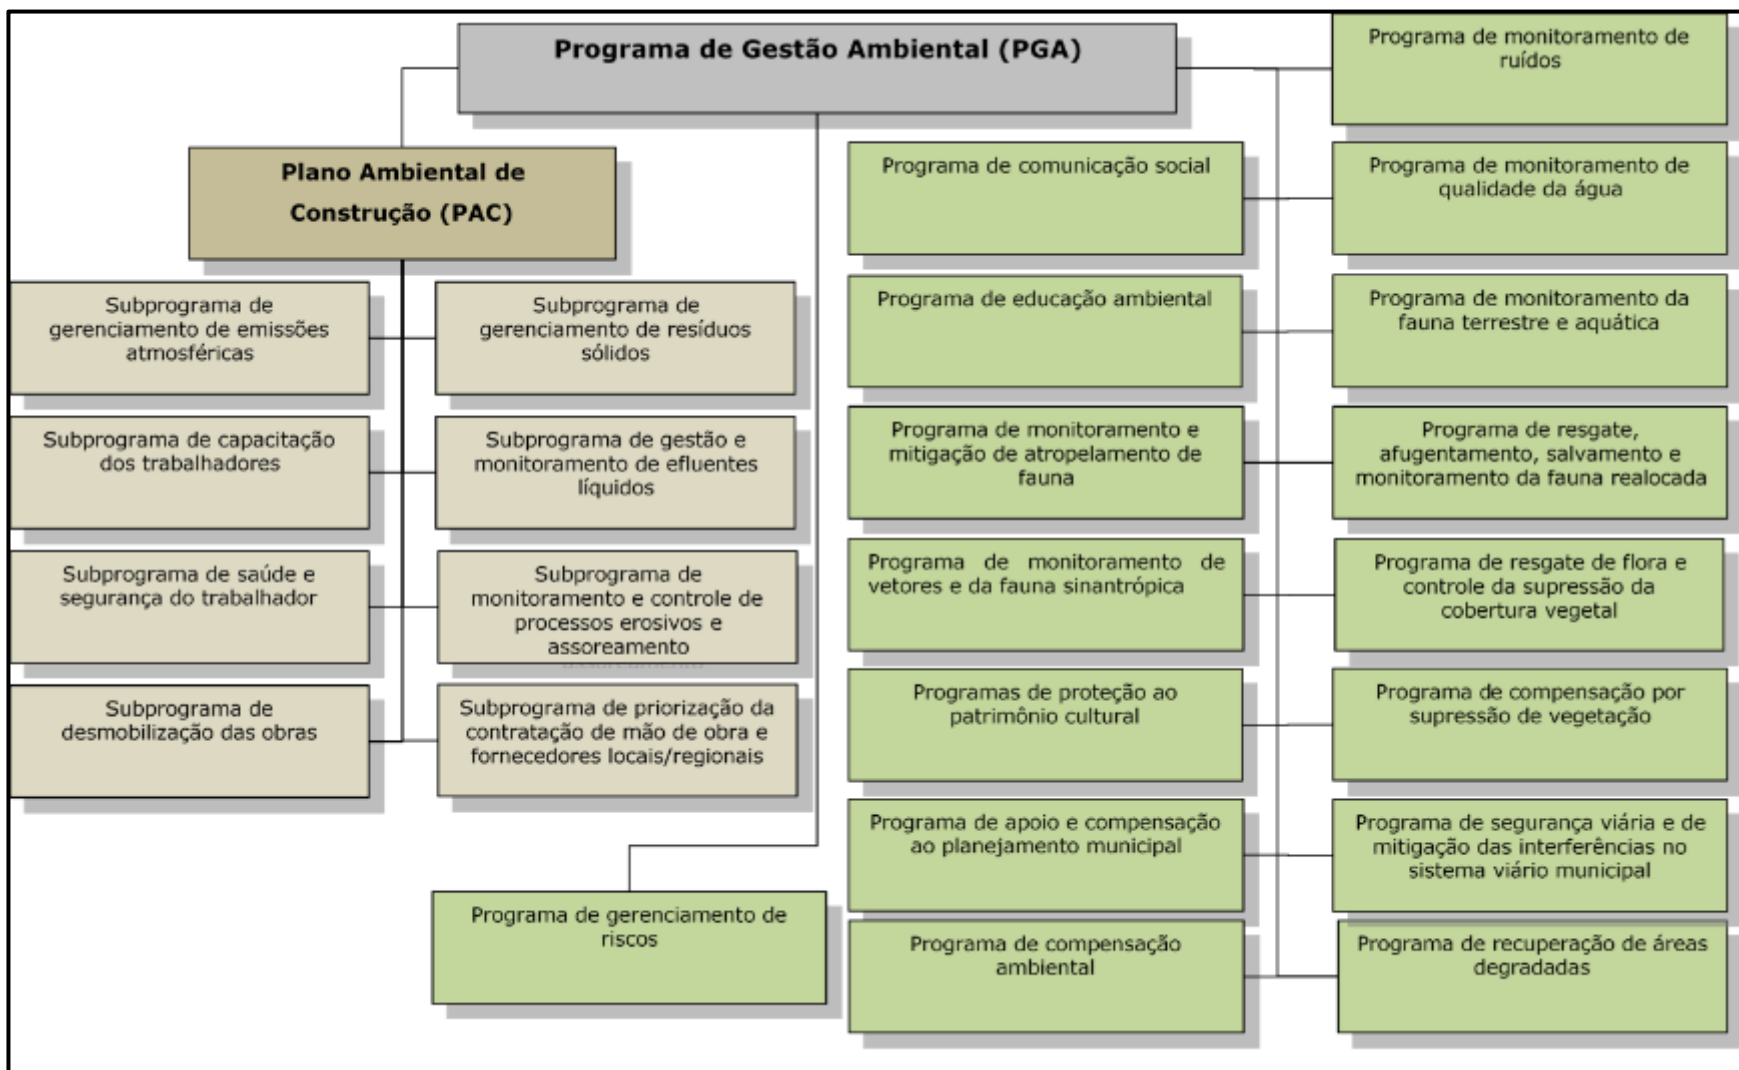 Programa de Gestão Ambiental (PGA)
Plano Ambiental de
Construção (PAC)
Subprograma de
gerenciamento de emissões
atmosféricas
Subprograma de
gerenciamento de resíduos
sólidos
Subprograma de capacitação
dos trabalhadores
Subprograma de gestão e
monitoramento de efluentes
líquidos
Subprograma de saúde e
segurança do trabalhador
Subprograma de
monitoramento e controle de
processos erosivos e
assoreamento
Subprograma de
desmobilização das obras
Subprograma de priorização da
contratação de mão de obra e
fornecedores locais/regionais
Programa de gerenciamento de
riscos
Programa de monitoramento de
ruídos
Programa de comunicação social
Programa de monitoramento de
qualidade da água
Programa de educação ambiental
Programa de monitoramento da
fauna terrestre e aquática
Programa de monitoramento e
mitigação de atropelamento de
fauna
Programa de resgate,
afugentamento, salvamento e
monitoramento da fauna realocada
Programa de monitoramento de
vetores e da fauna sinantrópica
Programa de resgate de flora e
controle da supressão da
cobertura vegetal
Programas de proteção ao
patrimônio cultural
Programa de compensação por
supressão de vegetação
Programa de apoio e compensação
ao planejamento municipal
Programa de segurança viária e de
mitigação das interferências no
sistema viário municipal
Programa de compensação
ambiental
Programa de recuperação de áreas
degradadas